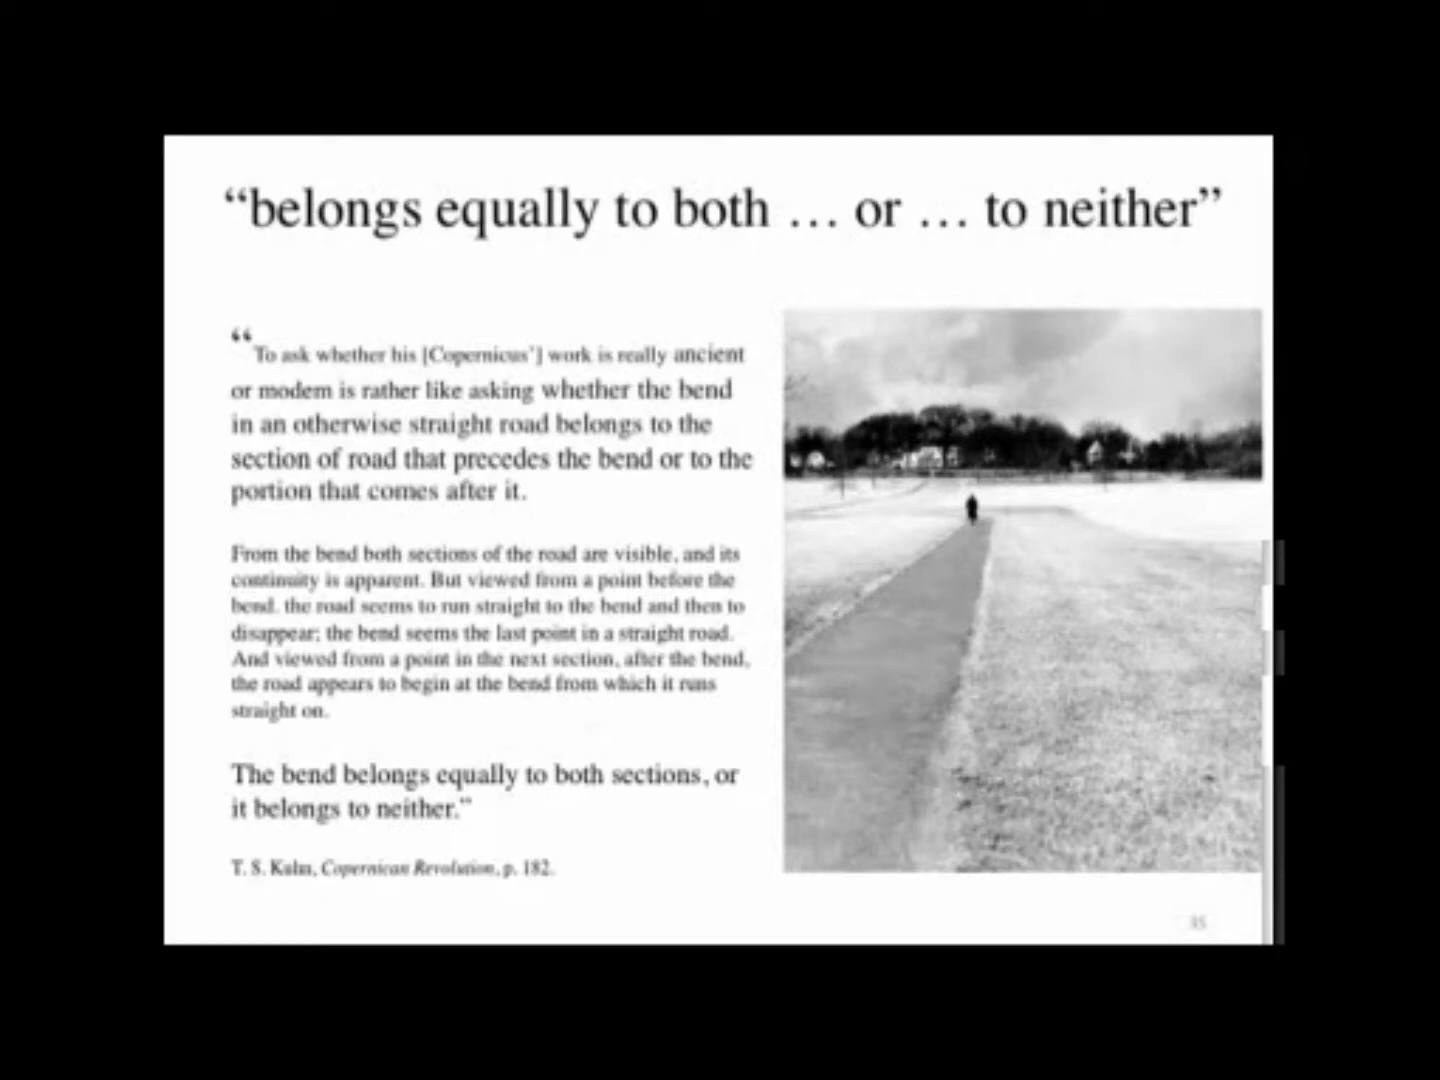 “belongs equally to both … or … to neither”
“To ask whether his [Copernicus’] work is really ancient
or modem is rather like asking whether the bend
in an otherwise straight road belongs to the
section of road that precedes the bend or to the
portion that comes after it.
From the bend both sections of the road are visible, and its
continuity is apparent. But viewed from a point before the
bend, the road seems to run straight to the bend and then to
disappear; the bend seems the last point in a straight road.
And viewed from a point in the next section, after the bend,
the road appears to begin at the bend from which it runs
straight on.
The bend belongs equally to both sections, or
it belongs to neither.”
T. S. Kuhn, Copernican Revolution, p. 182.